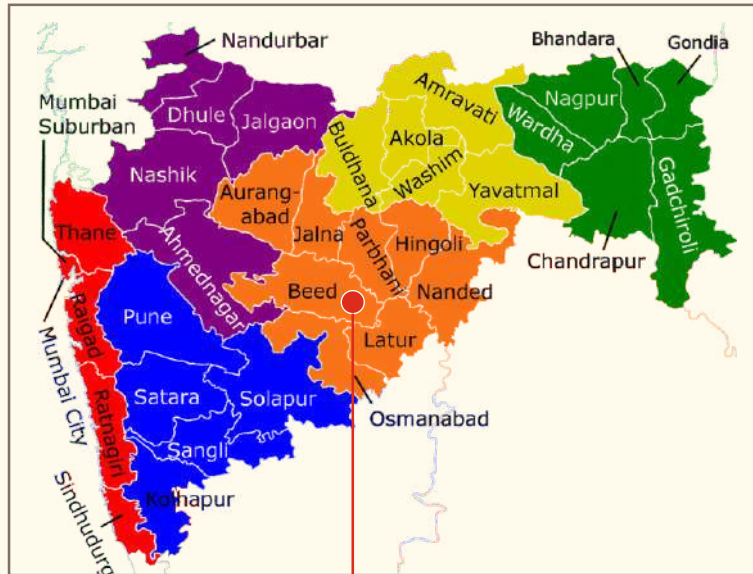 Nandurbar
Bhandara
Gondia
Mumbai
Suburban
Dhule
Jalgaon
Amravati
Nagpur
Wardha
Akola
Buldhana
Washim
Nashik
Aurang-
abad
Yavatmal
Gadchiroli
Thane
Ahmednagar
Jalna
Parbhani
Hingoli
Chandrapur
Beed
Nanded
Pune
Raigad
Latur
Mumbai City
Satara
Solapur
Osmanabad
Ratnagiri
Sangli
Kolhapur
Sindhudurg